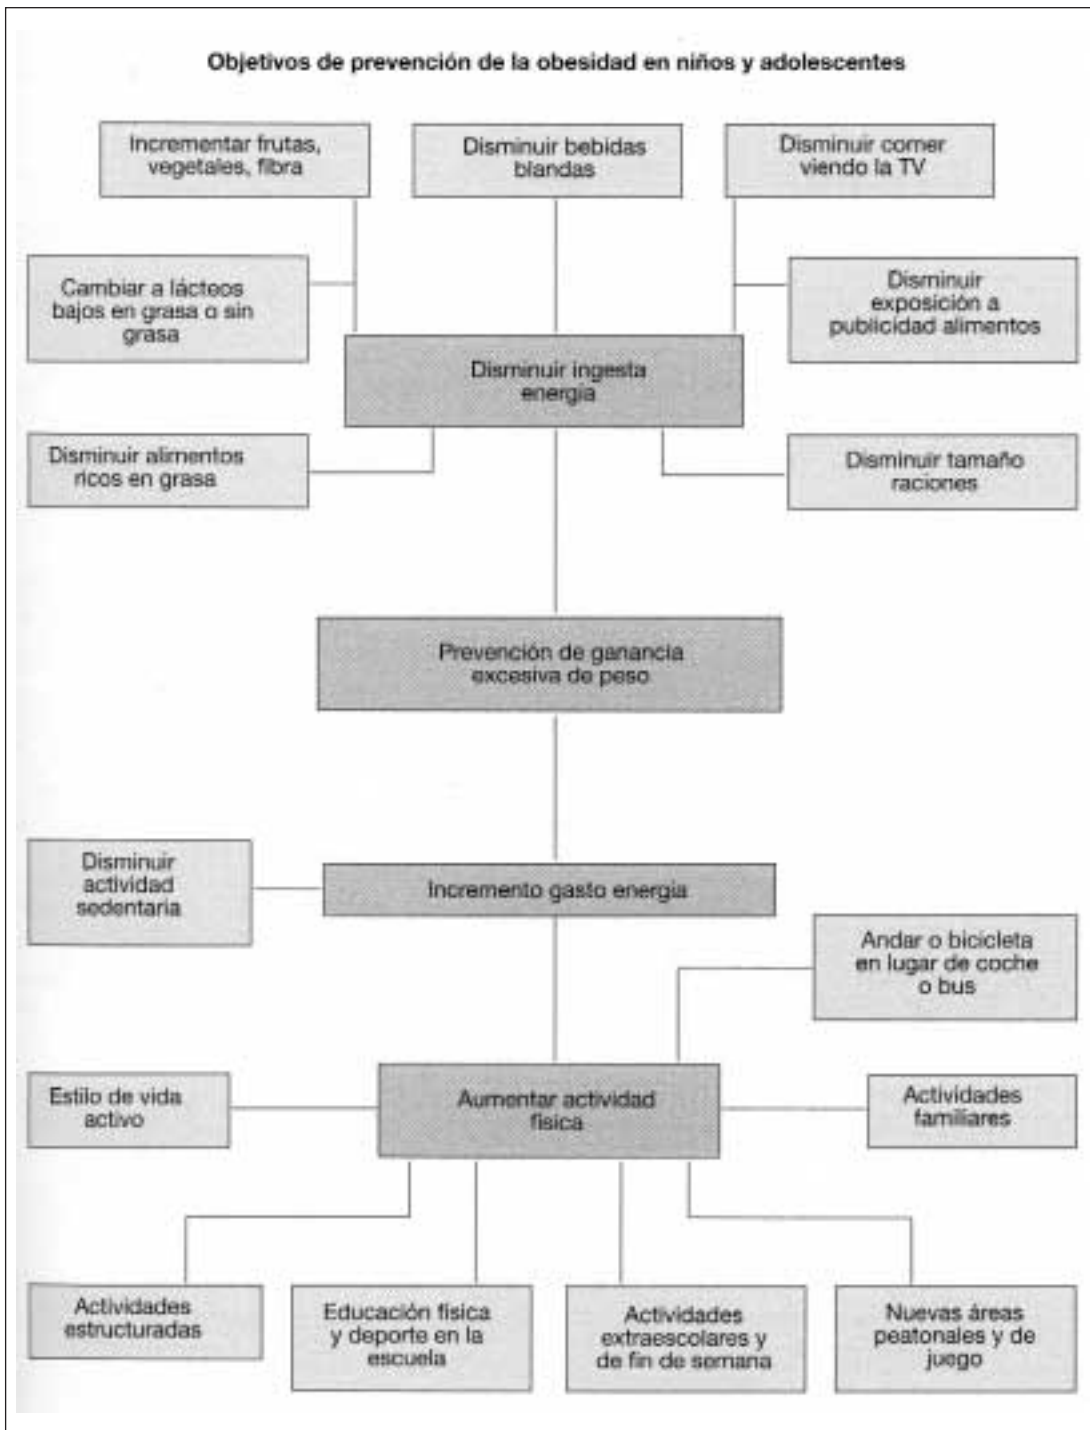 Objetivos de prevención de la obesidad en niños y adolescentes
Incrementar frutas,
vegetales, fibra
Disminuir bebidas
blandas
Disminuir comer
viendo la TV
Cambiar a lácteos
bajos en grasa o sin
grasa
Disminuir
exposición a
publicidad alimentos
Disminuir ingesta
energía
Disminuir alimentos
ricos en grasa
Disminuir tamaño
raciones
Prevención de ganancia
excesiva de peso
Disminuir
actividad
sedentaria
Incremento gasto energía
Andar o bicicleta
en lugar de coche
o bus
Estilo de vida
activo
Aumentar actividad
física
Actividades
familiares
Actividades
estructuradas
Educación física
y deporte en la
escuela
Actividades
extraescolares y
de fin de semana
Nuevas áreas
peatonales y de
juego